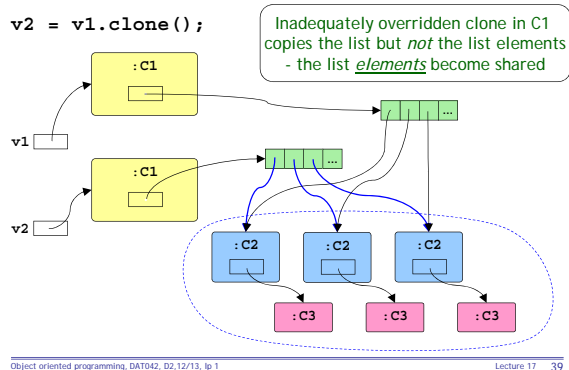 v2 = v1.clone();
Inadequately overridden clone in C1
copies the list but not the list elements
- the list elements become shared
:C1
...
v1
:C1
...
v2
:C2 :C2 :C2
:C3 :C3 :C3
Object oriented programming, DAT042, D2,12/13, lp 1
Lecture 17 39